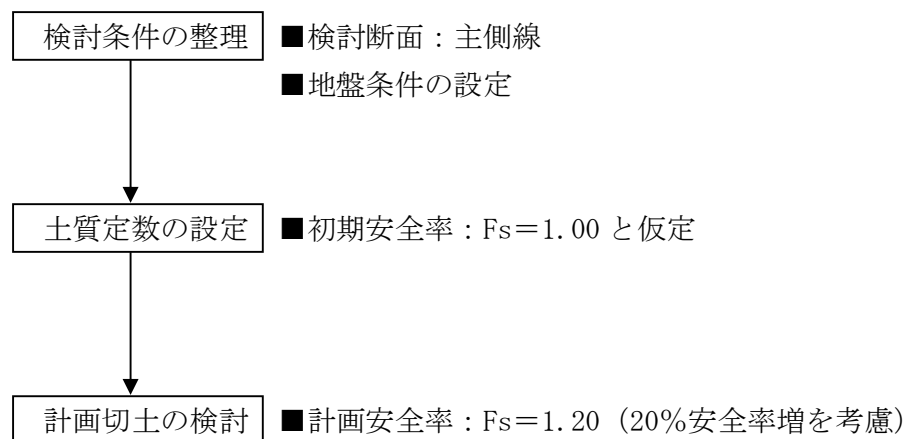 検討条件の整理 ■検討断面：主側線
■地盤条件の設定
土質定数の設定 ■初期安全率：Fs＝1.00 と仮定
計画切土の検討 ■計画安全率：Fs＝1.20（20％安全率増を考慮）